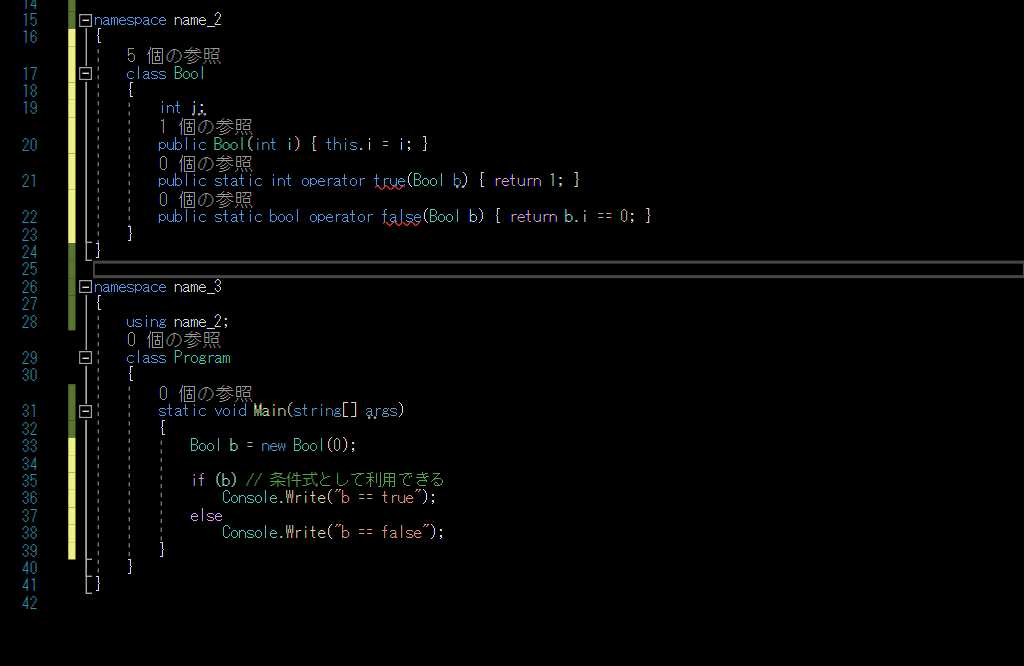 14
15 namespace name_2
16 {
5 個の参照
17 class Bool
18 {
19 int i;
1 個の参照
20 public Bool(int i) { this.i = i; }
0 個の参照
21 public static int operator true(Bool b) { return 1; }
0 個の参照
22 public static bool operator false(Bool b) { return b.i == 0; }
23 }
24 }
25
26 namespace name_3
27 {
28 using name_2;
0 個の参照
29 class Program
30 {
0 個の参照
31 static void Main(string[] args)
32 {
33 Bool b = new Bool(0);
34
35 if (b) // 条件式として利用できる
36 Console.Write("b == true");
37 else
38 Console.Write("b == false");
39 }
40 }
41 }
42